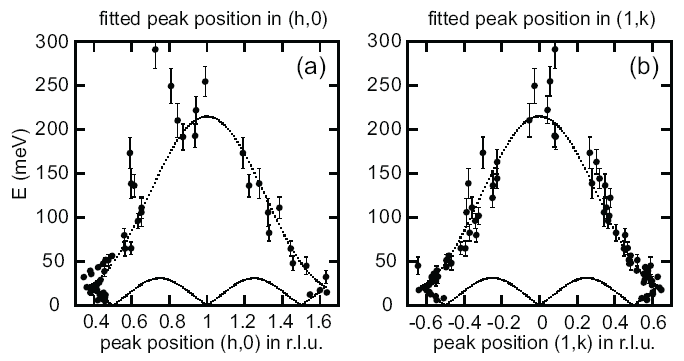 fitted peak position in (h,0) fitted peak position in (1,k)
300 (a) 300 (b)
250 250
200 200
E (meV)
150 150
100 100
50 50
0 0
0.4 0.6 0.8 1 1.2 1.4 1.6 -0.6 -0.4 -0.2 0 0.2 0.4 0.6
peak position (h,0) in r.l.u. peak position (1,k) in r.l.u.